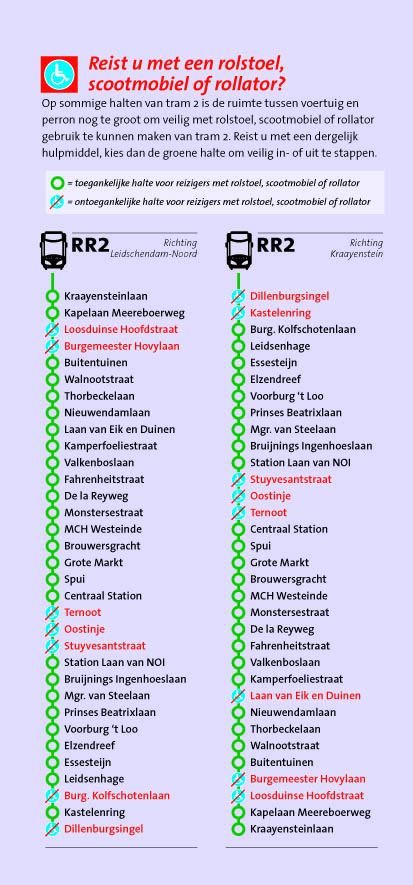 Reist u met een rolstoel,
scootmobiel of rollator?
Op sommige halten van tram 2 is de ruimte tussen voertuig en
perron nog te groot om veilig met rolstoel, scootmobiel of rollator
gebruik te kunnen maken van tram 2. Reist u met een dergelijk
hulpmiddel, kies dan de groene halte om veilig in- of uit te stappen.
= toegankelijke halte voor reizigers met rolstoel, scootmobiel of rollator
= ontoegankelijke halte voor reizigers met rolstoel, scootmobiel of rollator
RR2
Richting
Leidschendam-Noord
Kraayensteinlaan
Kapelaan Meereboerweg
Loosduinse Hoofdstraat
Burgemeester Hovylaan
Buitentuinen
Walnootstraat
Thorbeckelaan
Nieuwendamlaan
Laan van Eik en Duinen
Kamperfoeliestraat
Valkenboslaan
Fahrenheitstraat
De la Reyweg
Monstersestraat
MCH Westeinde
Brouwersgracht
Grote Markt
Spui
Centraal Station
Ternoot
Oostinje
Stuyvesantstraat
Station Laan van NOI
Bruijnings Ingenhoeslaan
Mgr. van Steelaan
Prinses Beatrixlaan
Voorburg ‘t Loo
Elzendreef
Essesteijn
Leidsenhage
Burg. Kolfschotenlaan
Kastelenring
Dillenburgsingel
RR2
Richting
Kraayenstein
Dillenburgsingel
Kastelenring
Burg. Kolfschotenlaan
Leidsenhage
Essesteijn
Elzendreef
Voorburg ‘t Loo
Prinses Beatrixlaan
Mgr. van Steelaan
Bruijnings Ingenhoeslaan
Station Laan van NOI
Stuyvesantstraat
Oostinje
Ternoot
Centraal Station
Spui
Grote Markt
Brouwersgracht
MCH Westeinde
Monstersestraat
De la Reyweg
Fahrenheitstraat
Valkenboslaan
Kamperfoeliestraat
Laan van Eik en Duinen
Nieuwendamlaan
Thorbeckelaan
Walnootstraat
Buitentuinen
Burgemeester Hovylaan
Loosduinse Hoofdstraat
Kapelaan Meereboerweg
Kraayensteinlaan